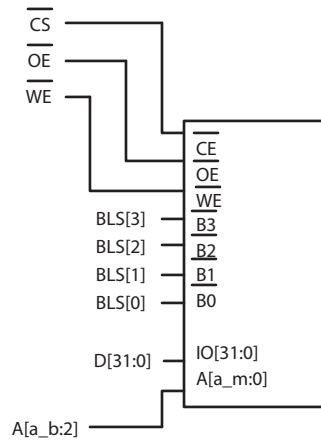 CS
OE
WE
CE
OE
WE
BLS[3] B3
BLS[2] B2
BLS[1] B1
BLS[0] B0
D[31:0] IO[31:0]
A[a_m:0]
A[a_b:2]